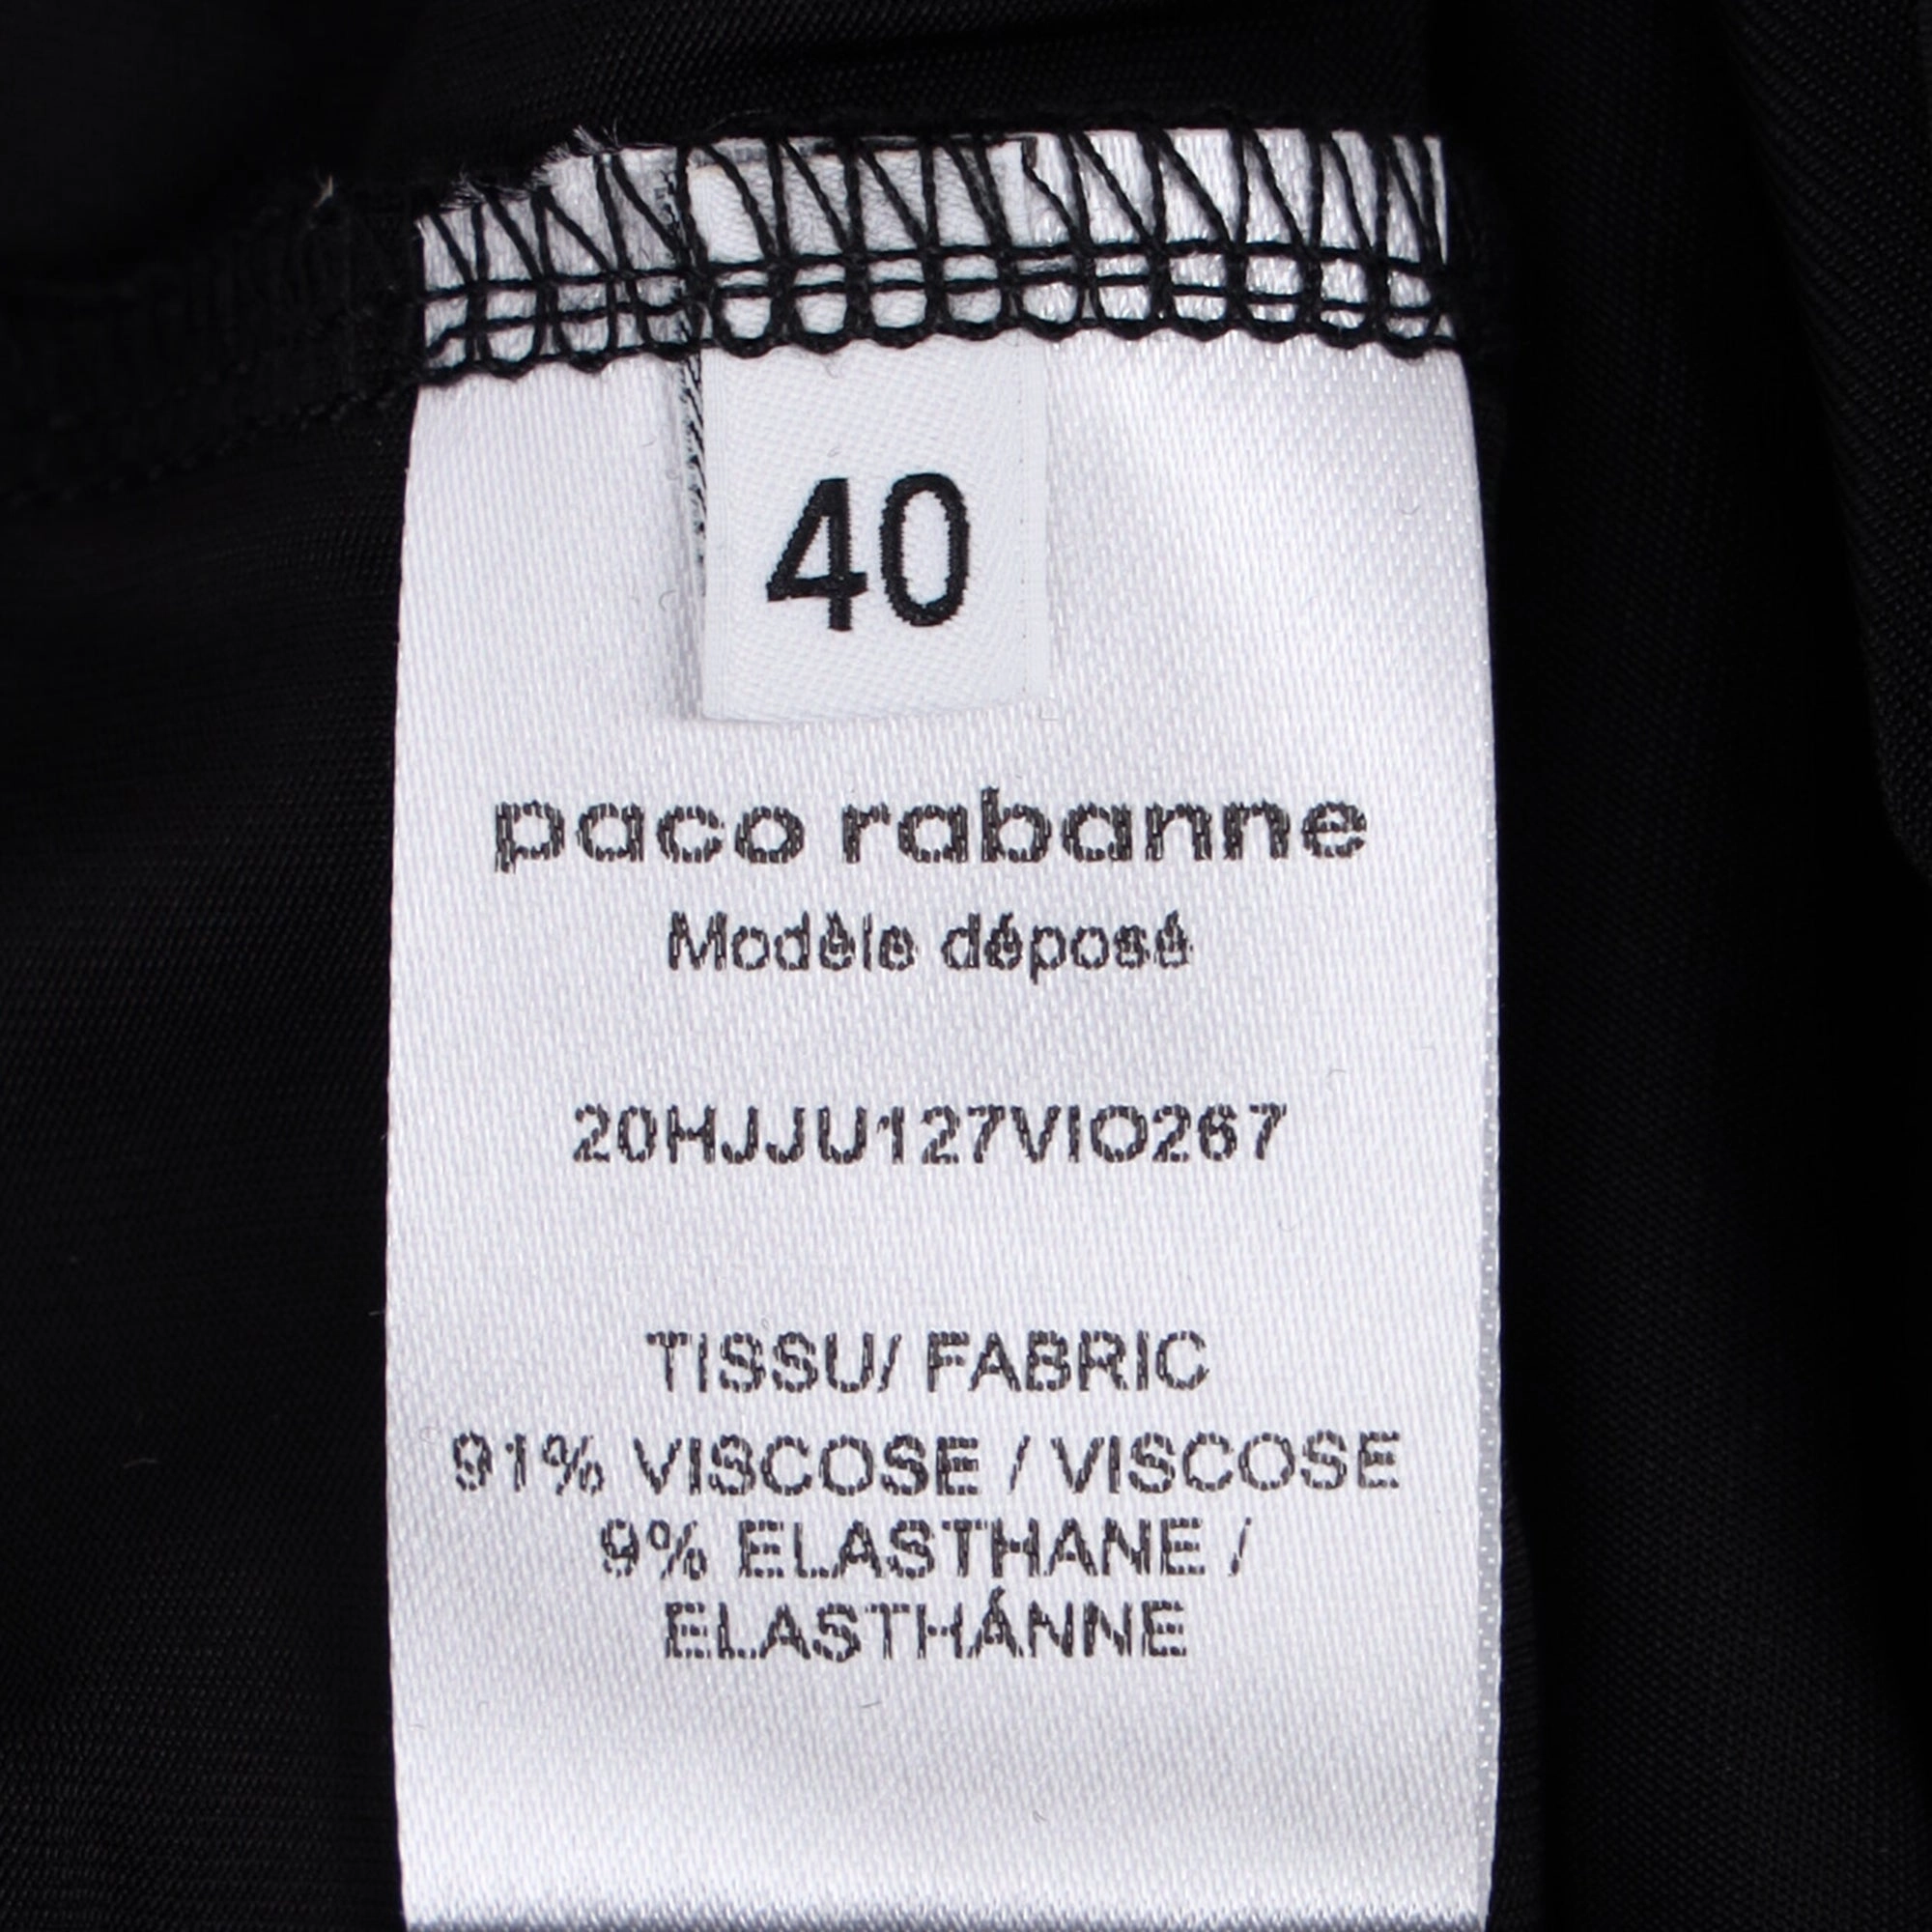 40
paco rabanne
Modèle déposé
20HJJU127VIO267
TISSU/ FABRIC
91% VISCOSE / VISCOSE
9% ELASTHANE /
ELASTHÁNNE